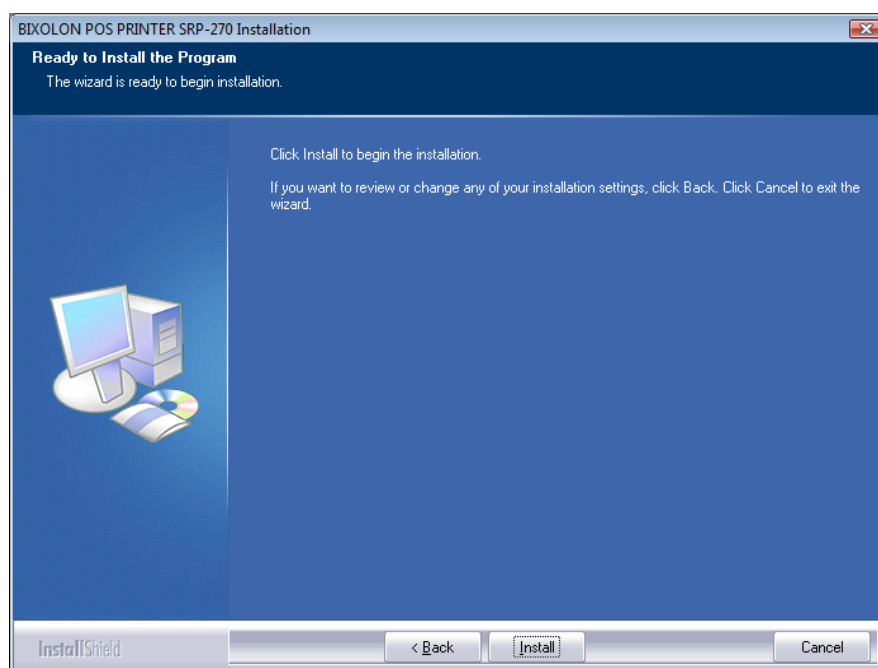 BIXOLON POS PRINTER SRP-270 Installation
Ready to Install the Program
The wizard is ready to begin installation.
Click Install to begin the installation.
If you want to review or change any of your installation settings, click Back. Click Cancel to exit the
wizard.
InstallShield
< Back
Install
Cancel